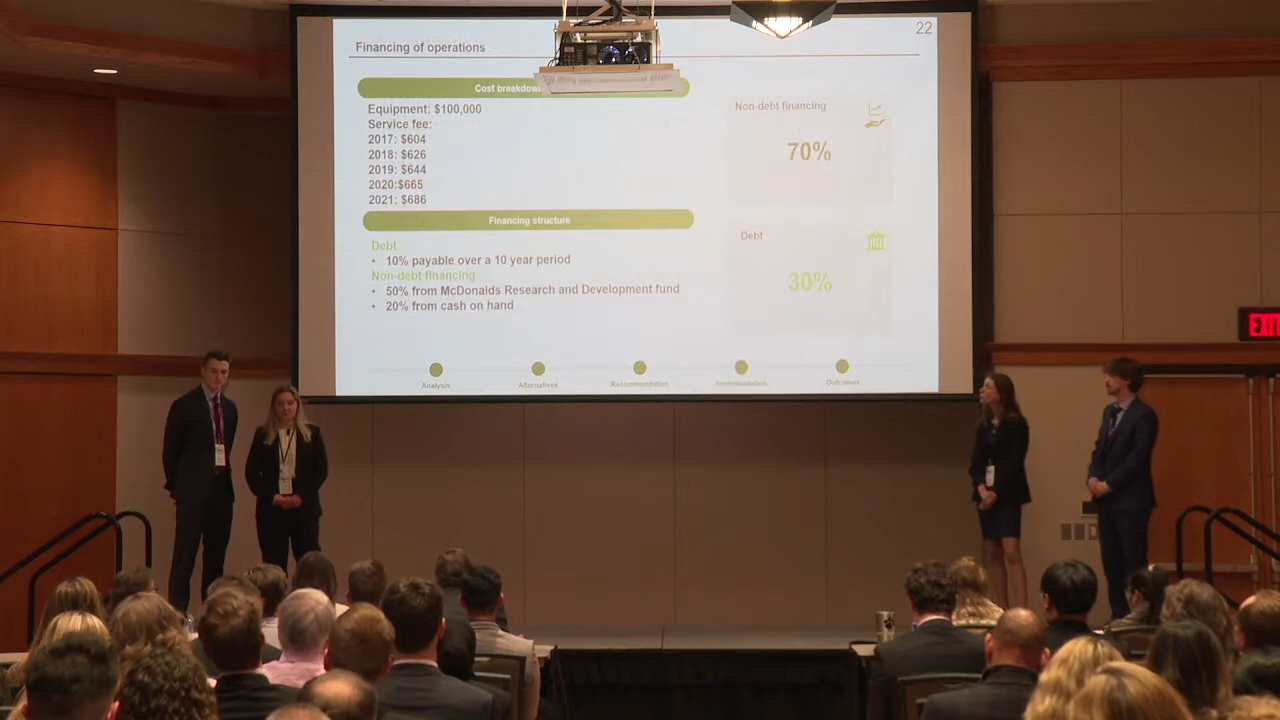 22
Financing of operations
Cost breakdown
Equipment: $100,000
Service fee:
2017: $604
2018: $626
2019: $644
2020:$665
2021: $686
Financing structure
Debt
• 10% payable over a 10 year period
Non-debt financing
• 50% from McDonalds Research and Development fund
• 20% from cash on hand
Non-debt financing
70%
Debt
30%
Analysis
Alternatives
Recommendation
Implementation
Outcomes
EXIT